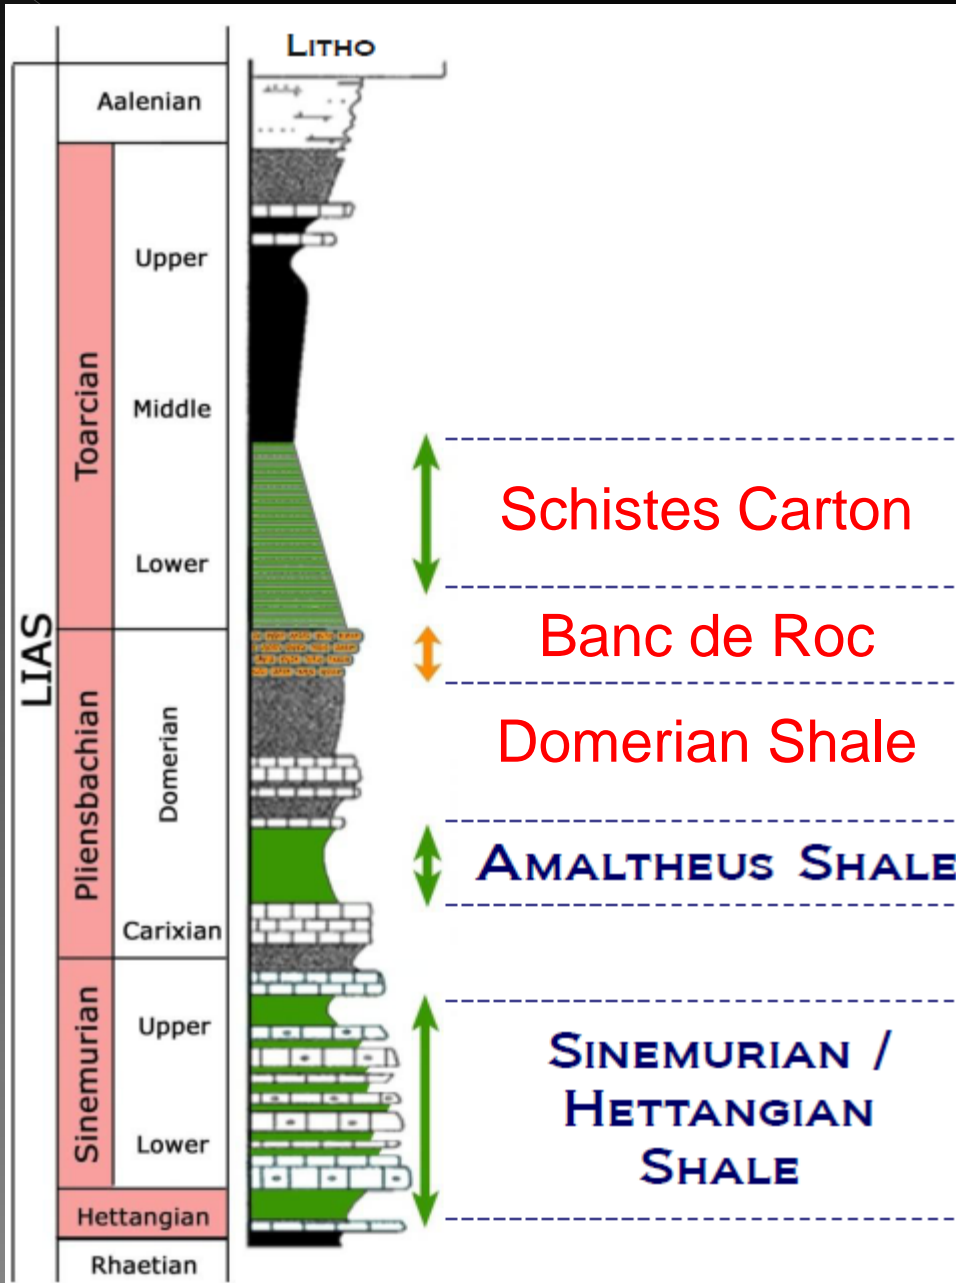 LITHO
Aalenian
LIAS
Toarcian
Upper
Middle
Lower
Schistes Carton
Banc de Roc
Pliensbachian
Domerian
Domerian Shale
AMALTHEUS SHALE
Carixian
Sinemurian
Upper
Lower
SINEMURIAN /
HETTANGIAN
SHALE
Hettangian
Rhaetian